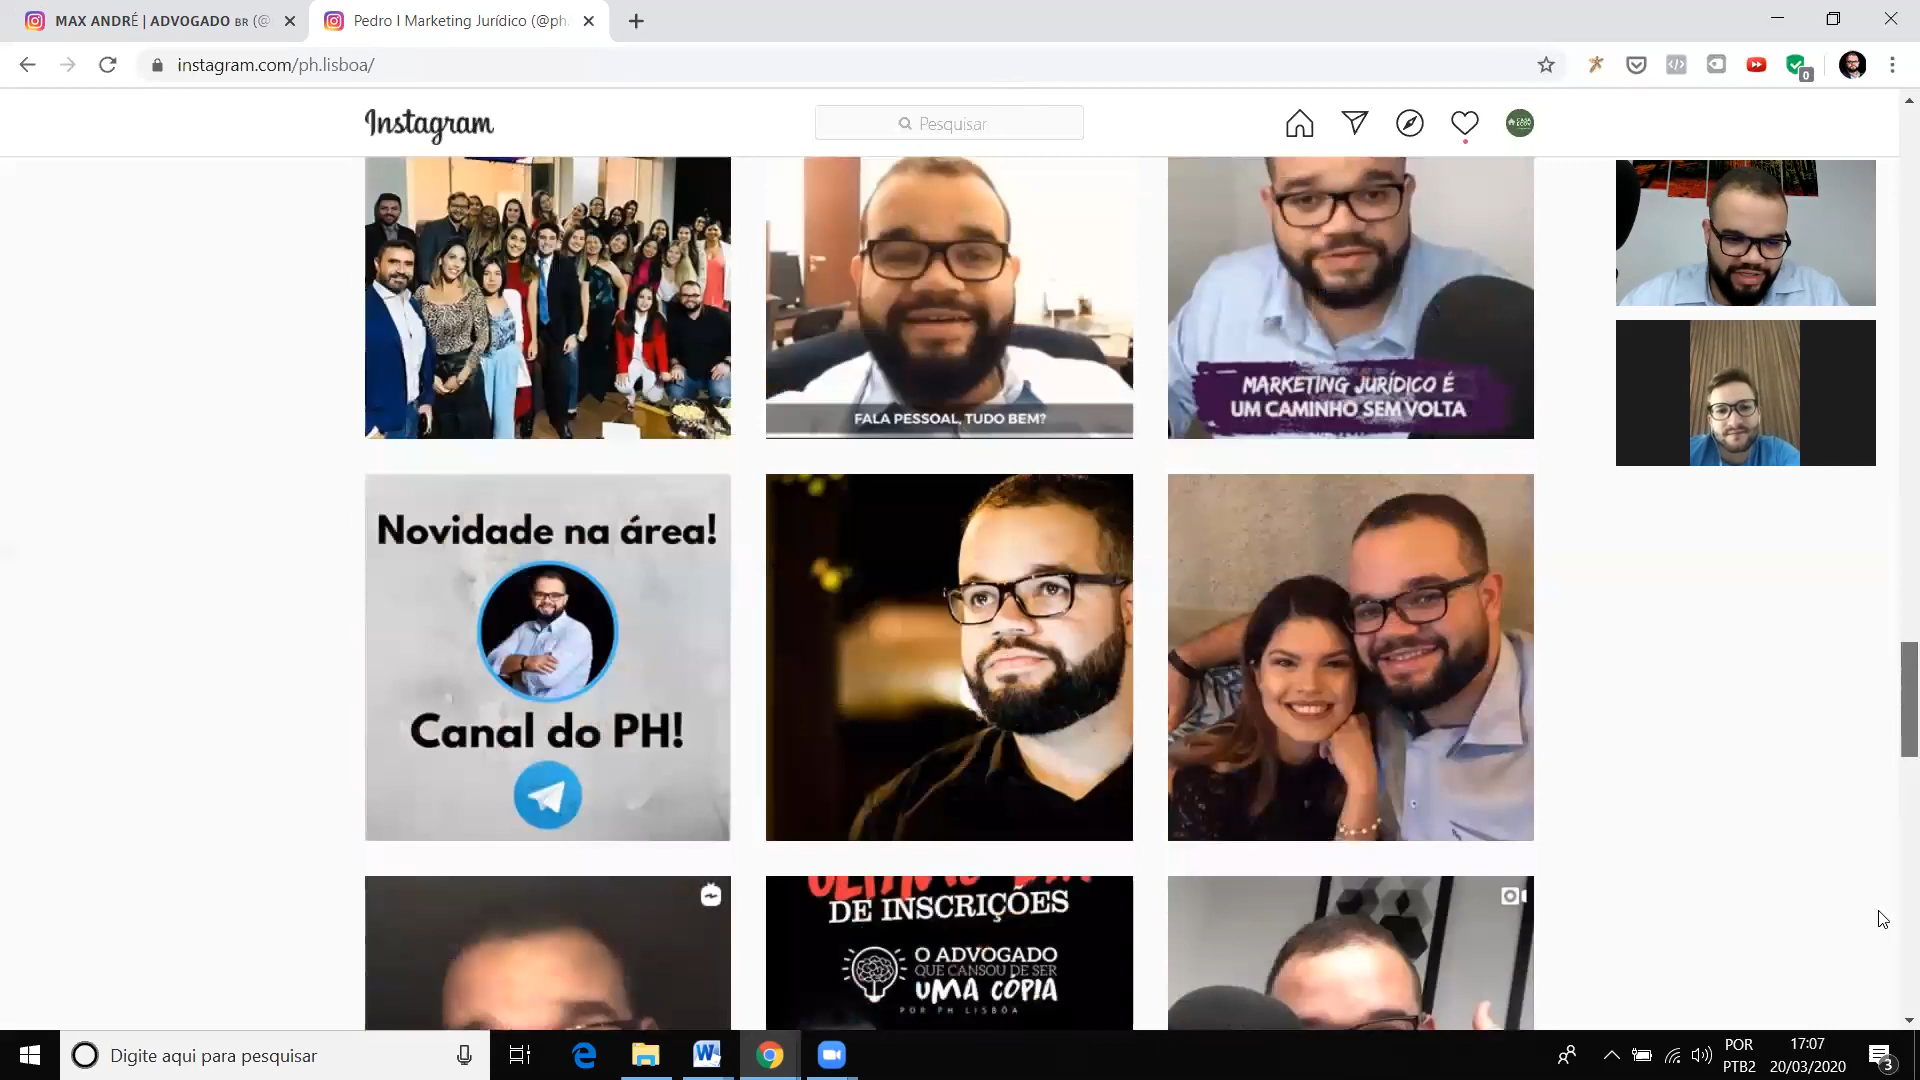 MAX ANDRÉ | ADVOGADO BR (@
Pedro I Marketing Jurídico (@ph.
instagram.com/ph.lisboa/
0
Instagram
Pesquisar
FALA PESSOAL, TUDO BEM?
MARKETING JURÍDICO É
UM CAMINHO SEM VOLTA
Novidade na área!
Canal do PH!
DE INSCRIÇÕES
O ADVOGADO
QUE CANSOU DE SER
UMA CÓPIA
POR PH LISBÔA
Digite aqui para pesquisar
POR
PTB2
17:07
20/03/2020
3